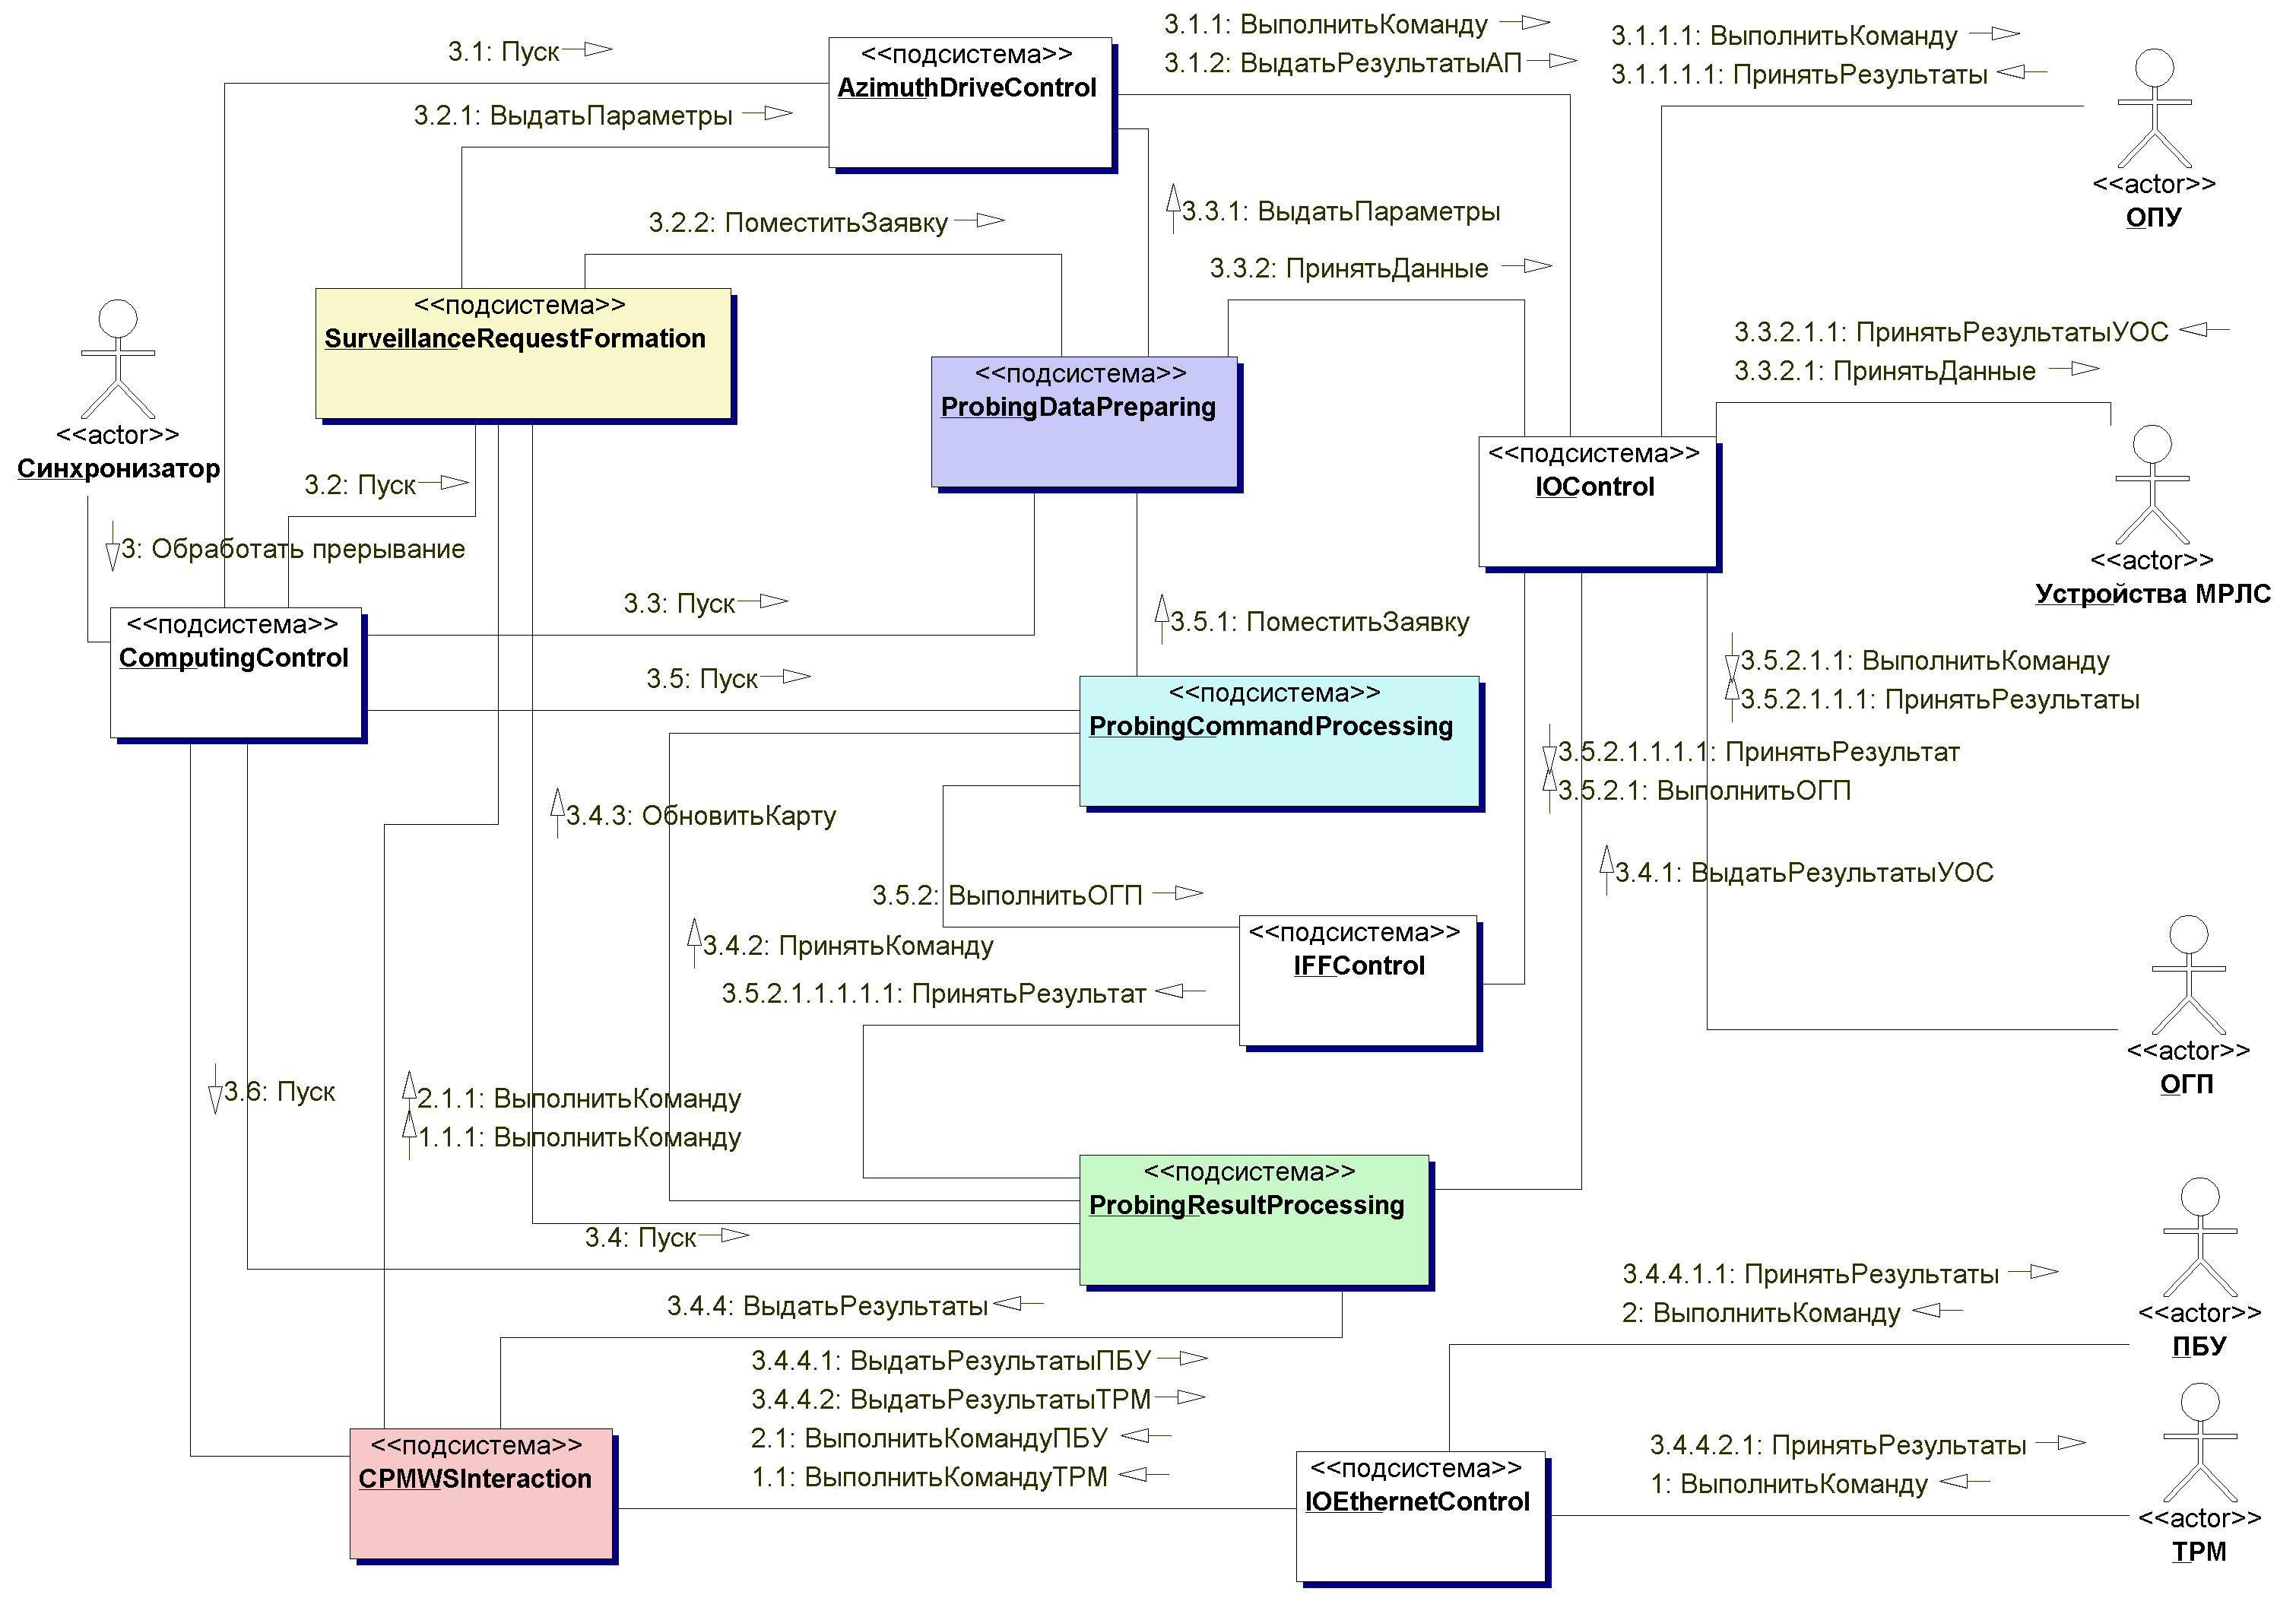 3.1: Пуск
<<подсистема>>
AzimuthDriveControl
3.1.1: ВыполнитьКоманду
3.1.2: ВыдатьРезультатыАП
3.1.1.1: ВыполнитьКоманду
3.1.1.1.1: ПринятьРезультаты
<<actor>>
ОПУ
3.2.1: ВыдатьПараметры
3.2.2: ПоместитьЗаявку
3.3.1: ВыдатьПараметры
3.3.2: ПринятьДанные
<<подсистема>>
SurveillanceRequestFormation
<<actor>>
Синхронизатор
<<подсистема>>
ProbingDataPreparing
3.3.2.1.1: ПринятьРезультатыУОС
3.3.2.1: ПринятьДанные
<<подсистема>>
IOControl
<<actor>>
Устройства МРЛС
3.2: Пуск
3: Обработать прерывание
3.3: Пуск
3.5.1: ПоместитьЗаявку
<<подсистема>>
ComputingControl
3.5: Пуск
<<подсистема>>
ProbingCommandProcessing
3.5.2.1.1: ВыполнитьКоманду
3.5.2.1.1.1: ПринятьРезультаты
3.5.2.1.1.1.1: ПринятьРезультат
3.5.2.1: ВыполнитьОГП
3.4.3: ОбновитьКарту
3.4.1: ВыдатьРезультатыУОС
3.5.2: ВыполнитьОГП
3.4.2: ПринятьКоманду
3.5.2.1.1.1.1.1: ПринятьРезультат
<<подсистема>>
IFFControl
<<actor>>
ОГП
3.6: Пуск
2.1.1: ВыполнитьКоманду
1.1.1: ВыполнитьКоманду
<<подсистема>>
ProbingResultProcessing
3.4: Пуск
3.4.4: ВыдатьРезультаты
3.4.4.1.1: ПринятьРезультаты
2: ВыполнитьКоманду
<<actor>>
ПБУ
3.4.4.1: ВыдатьРезультатыПБУ
3.4.4.2: ВыдатьРезультатыТРМ
2.1: ВыполнитьКомандуПБУ
1.1: ВыполнитьКомандуТРМ
<<подсистема>>
CPMWSInteraction
<<подсистема>>
IOEthernetControl
3.4.4.2.1: ПринятьРезультаты
1: ВыполнитьКоманду
<<actor>>
ТРМ